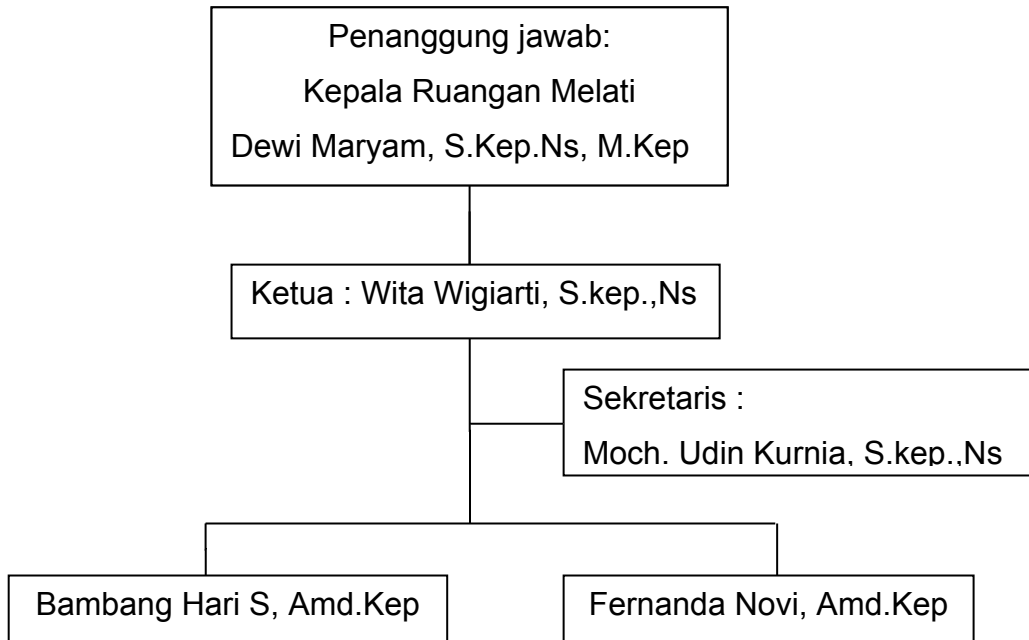 Penanggung jawab:
Kepala Ruangan Melati
Dewi Maryam, S.Kep.Ns, M.Kep
Ketua : Wita Wigiarti, S.kep.,Ns
Sekretaris :
Moch. Udin Kurnia, S.kep.,Ns
Bambang Hari S, Amd.Kep
Fernanda Novi, Amd.Kep